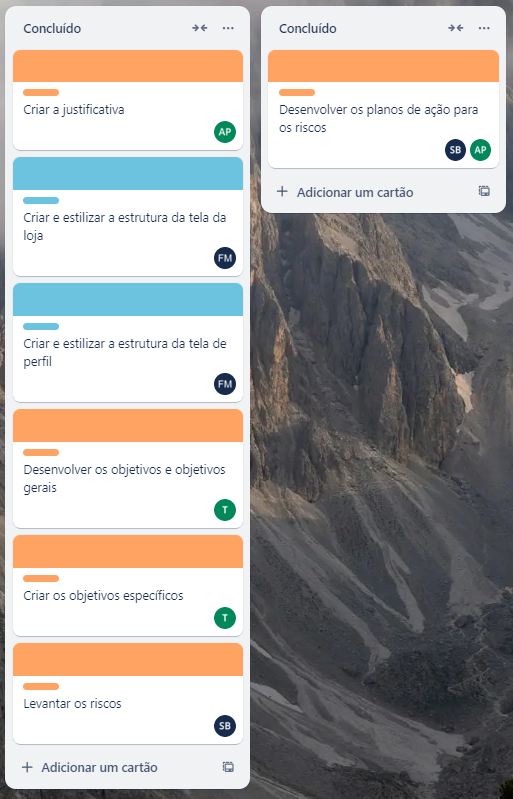 Concluído
Criar a justificativa
AP
Criar e estilizar a estrutura da tela da
loja
FM
Criar e estilizar a estrutura da tela de
perfil
FM
Desenvolver os objetivos e objetivos
gerais
T
Criar os objetivos específicos
T
Levantar os riscos
SB
+ Adicionar um cartão
Concluído
Desenvolver os planos de ação para
os riscos
SB AP
+ Adicionar um cartão